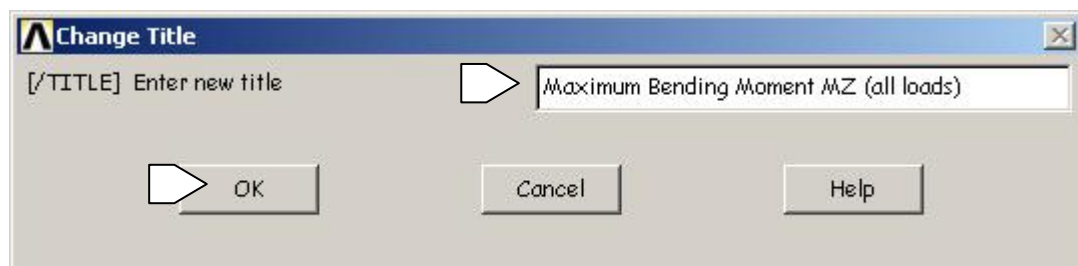 Change Title
[/TITLE] Enter new title
Maximum Bending Moment MZ (all loads)
OK Cancel Help